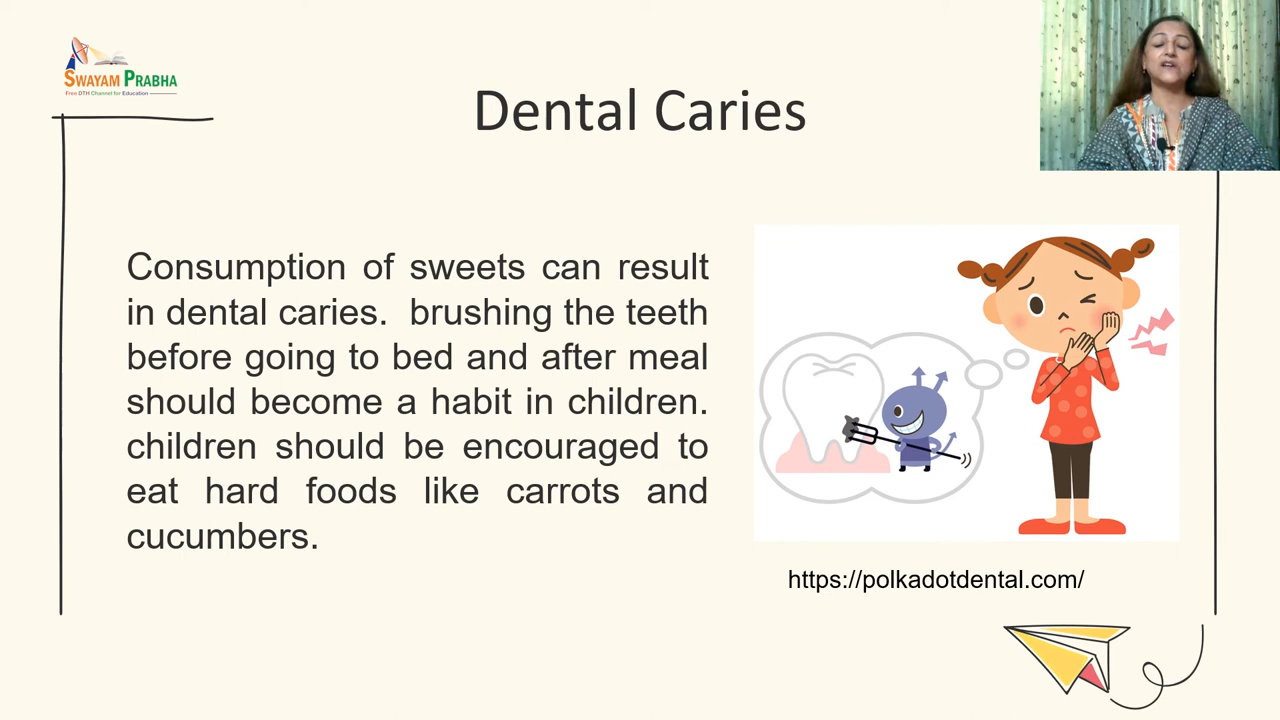 SWAYAM PRABHA
Free DTH Channel for Education
Dental Caries
Consumption of sweets can result
in dental caries.  brushing the teeth
before going to bed and after meal
should become a habit in children.
children should be encouraged to
eat hard foods like carrots and
cucumbers.
https://polkadotdental.com/